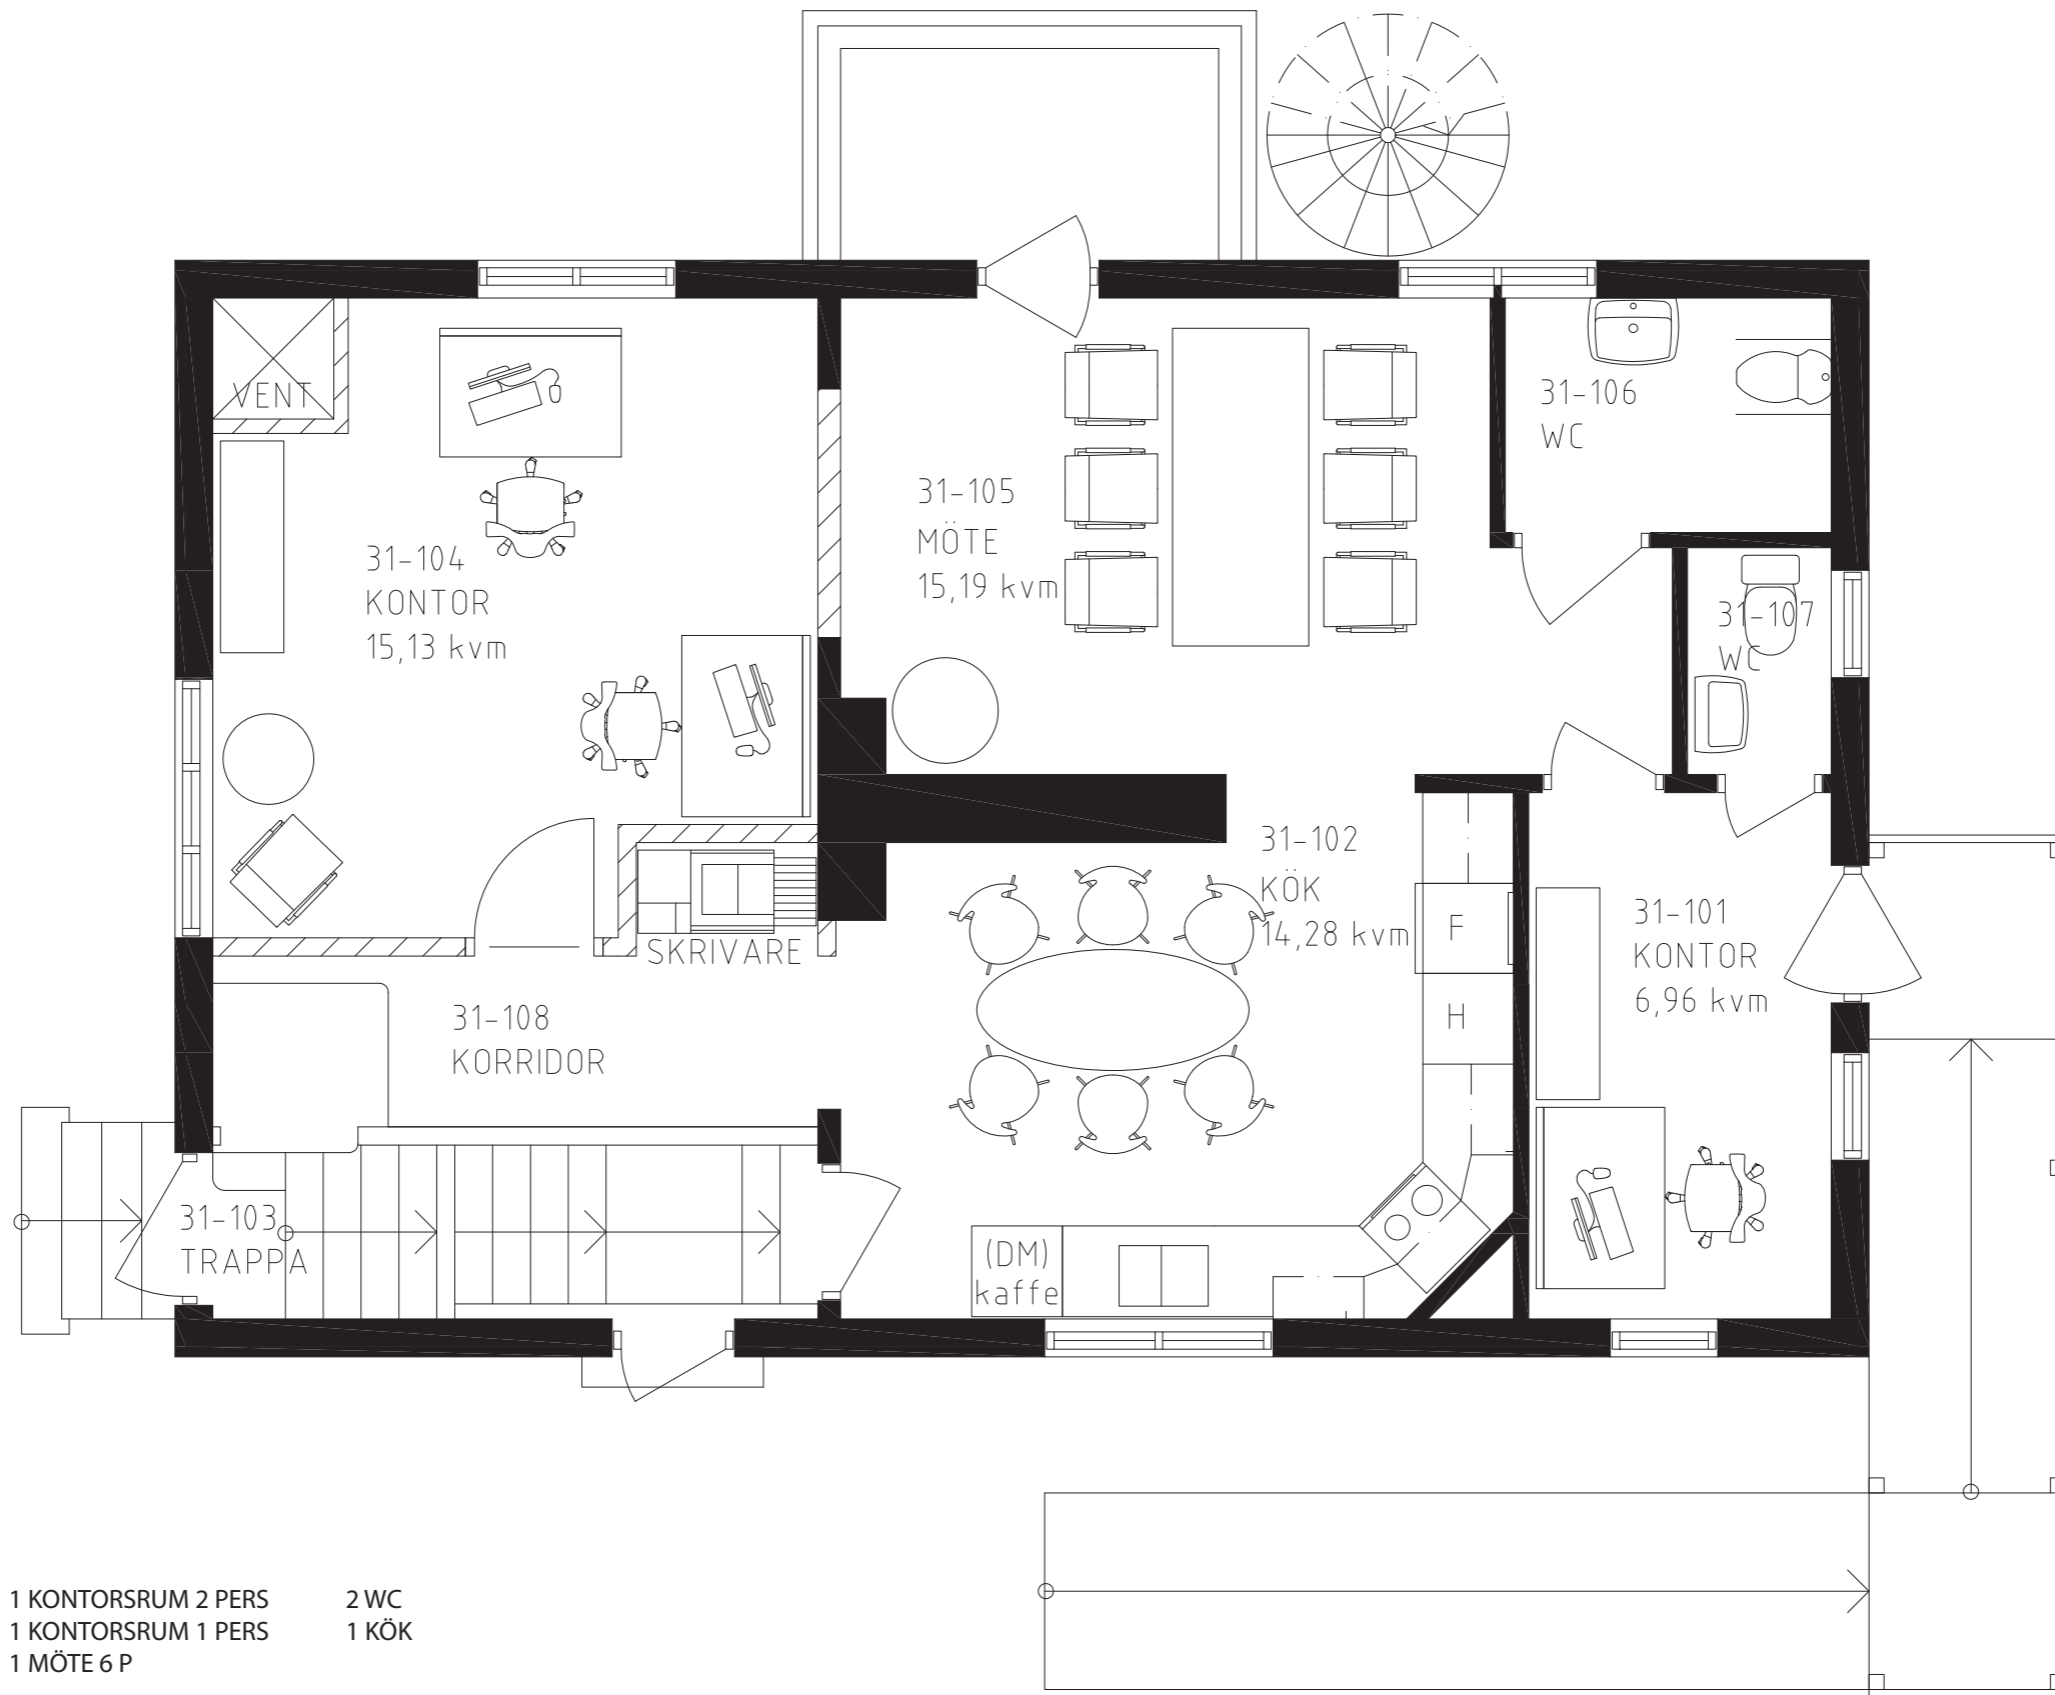 VENT
31-104
KONTOR
15,13 kvm
31-105
MÖTE
15,19 kvm
31-106
WC
31-107
WC
31-102
KÖK
14,28 kvm
F
H
31-101
KONTOR
6,96 kvm
SKRIVARE
31-108
KORRIDOR
31-103
TRAPPA
(DM)
kaffe
1 KONTORSRUM 2 PERS
1 KONTORSRUM 1 PERS
1 MÖTE 6 P
2 WC
1 KÖK